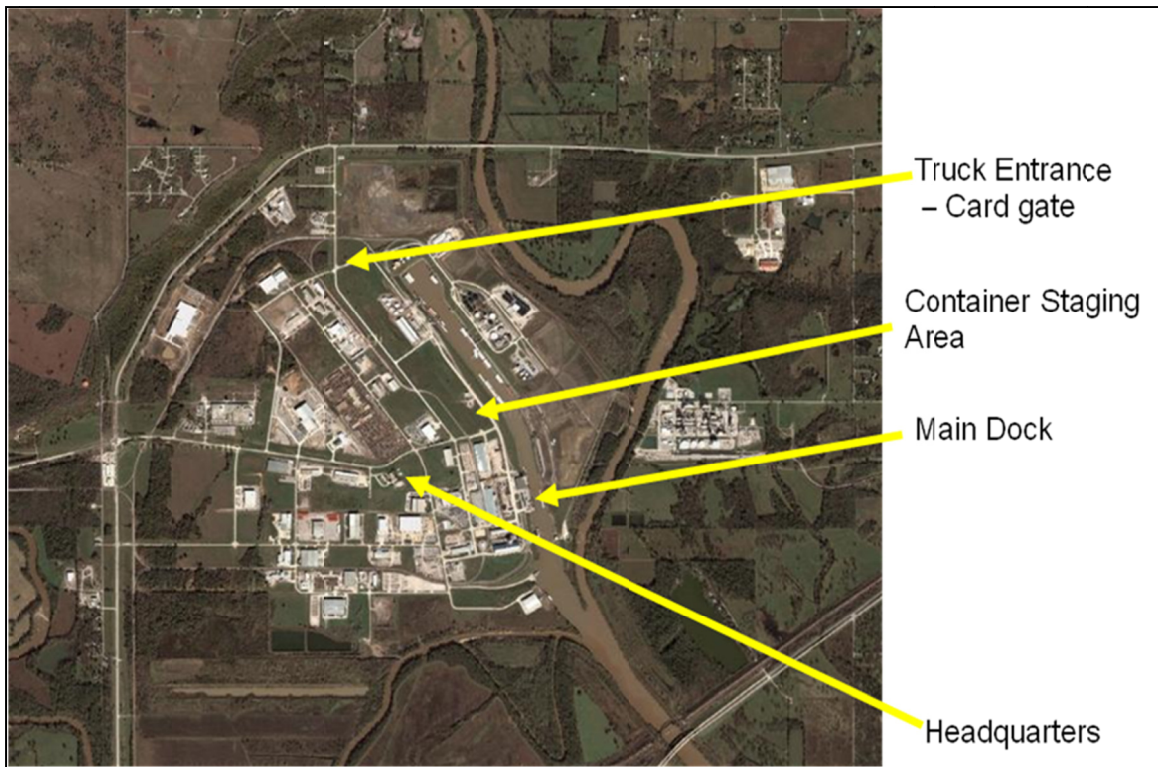 Truck Entrance
– Card gate
Container Staging
Area
Main Dock
Headquarters